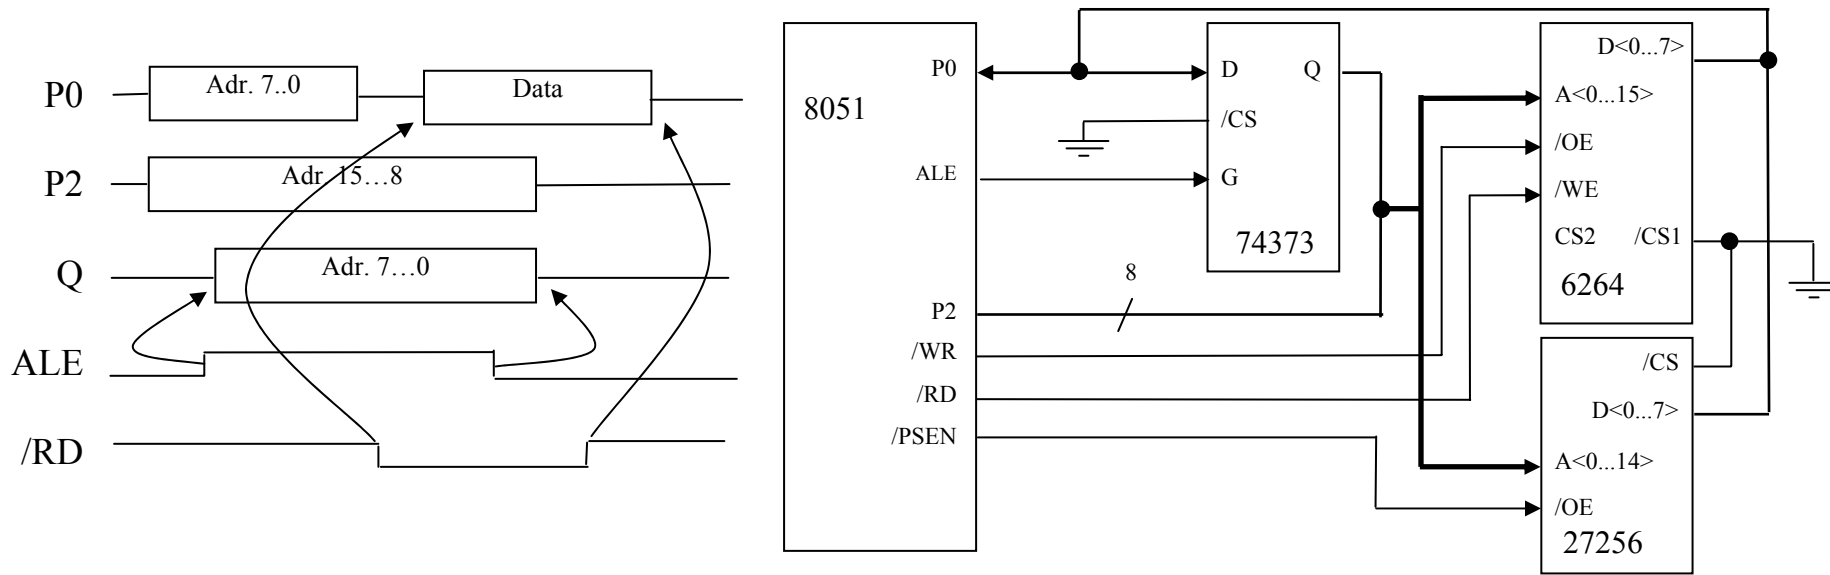 P0
Adr. 7..0
Data
P2
Adr. 15…8
Q
Adr. 7…0
ALE
/RD
8051
P0
ALE
P2
/WR
/RD
/PSEN
8
D
Q
/CS
G
74373
D<0...7>
A<0...15>
/OE
/WE
CS2
/CS1
6264
/CS
D<0...7>
A<0...14>
/OE
27256